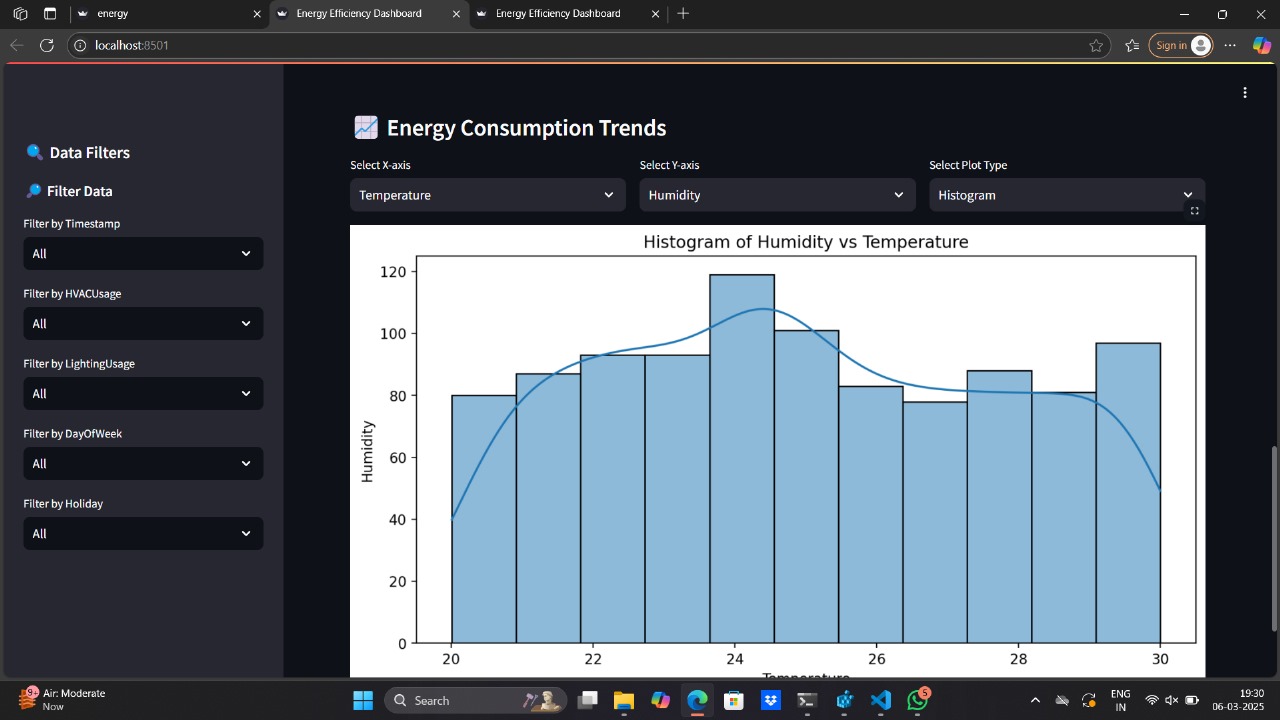 energy
Energy Efficiency Dashboard
Energy Efficiency Dashboard
localhost:8501
Sign in
Data Filters
Filter Data
Filter by Timestamp
All
Filter by HVACUsage
All
Filter by LightingUsage
All
Filter by DayOfWeek
All
Filter by Holiday
All
Energy Consumption Trends
Select X-axis
Temperature
Select Y-axis
Humidity
Select Plot Type
Histogram
Histogram of Humidity vs Temperature
Humidity
120
100
80
60
40
20
0
20 22 24 26 28 30
Temperature
9+
Air: Moderate
Now
Search
5
ENG
IN
19:30
06-03-2025